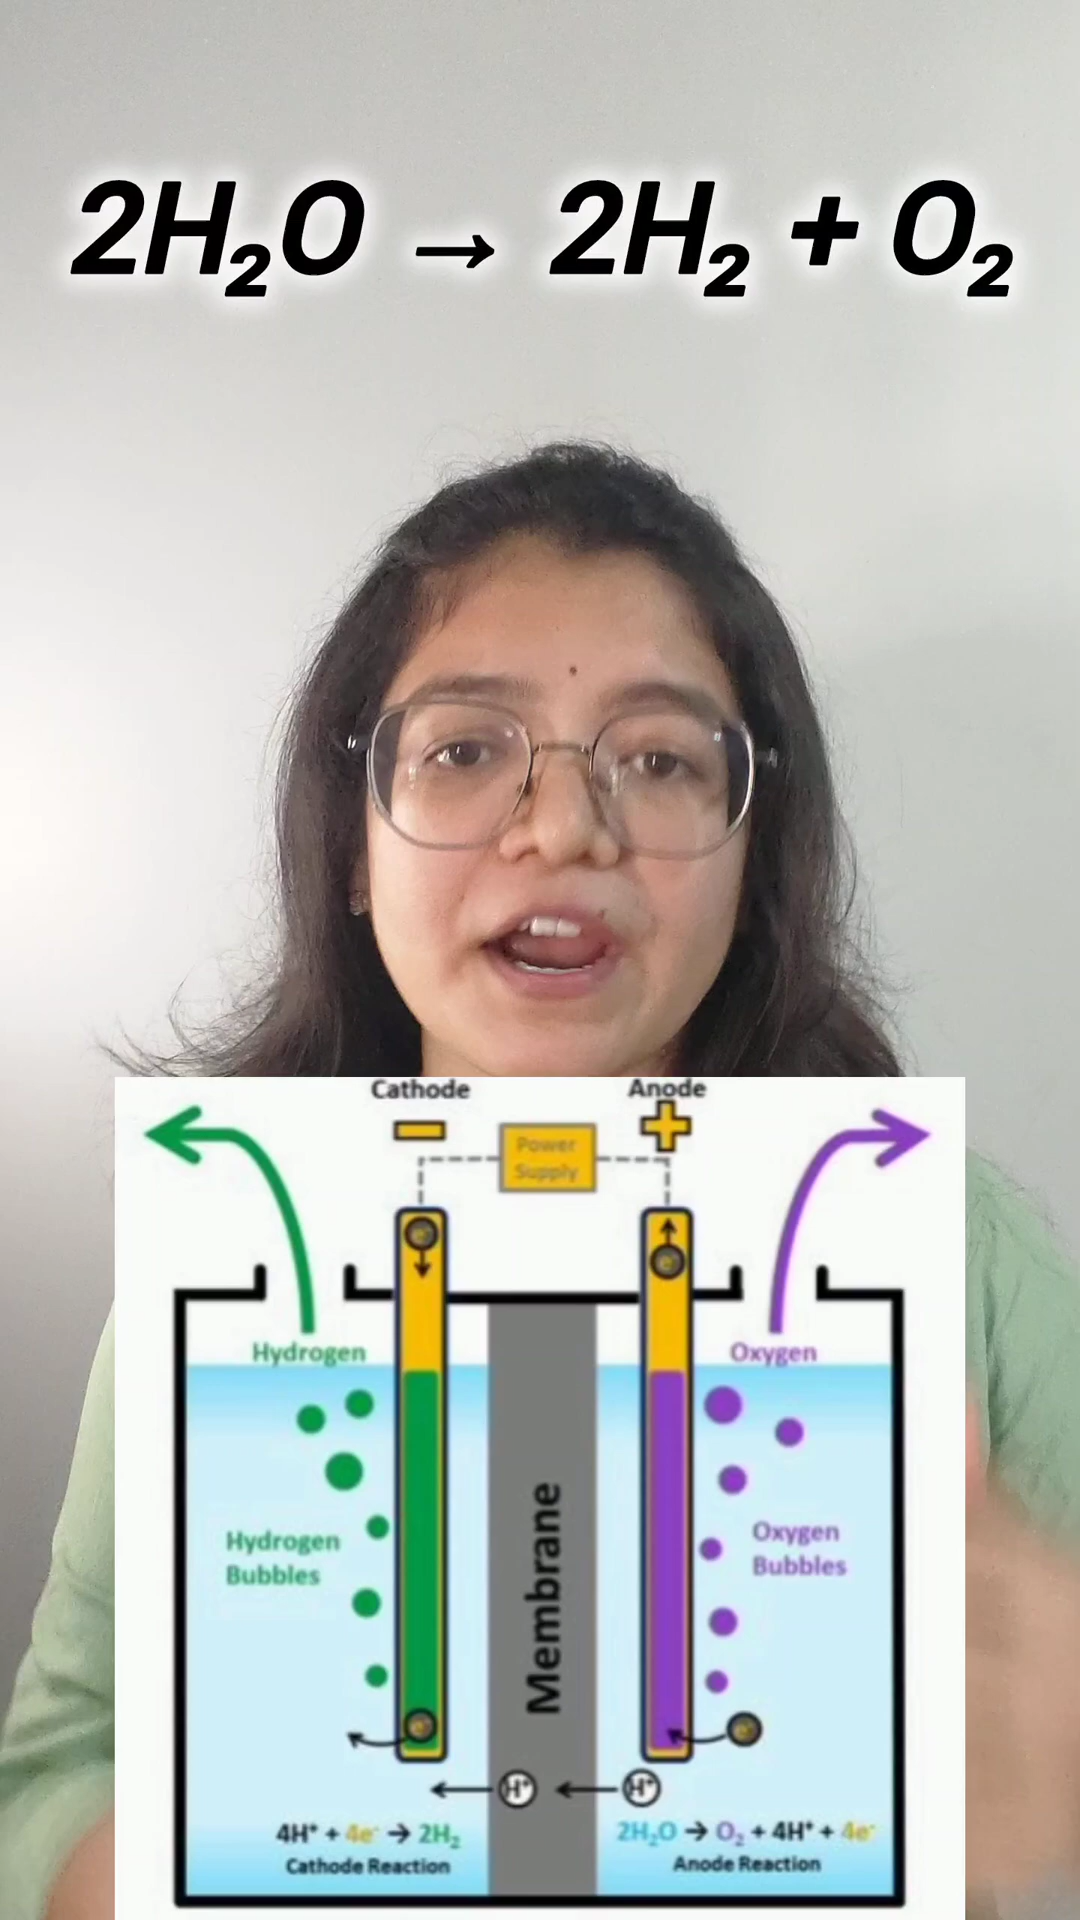 2H₂O → 2H₂ + O₂
Cathode
Anode
Power
Supply
Hydrogen
Oxygen
Hydrogen
Bubbles
Oxygen
Bubbles
Membrane
H⁺
H⁺
4H⁺ + 4e⁻ → 2H₂
2H₂O → O₂ + 4H⁺ + 4e⁻
Cathode Reaction
Anode Reaction